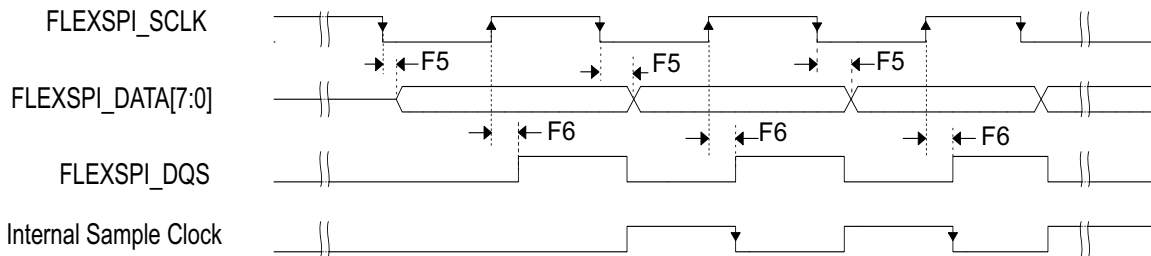 FLEXSPI_SCLK
F5 F5 F5
FLEXSPI_DATA[7:0]
F6 F6 F6
FLEXSPI_DQS
Internal Sample Clock